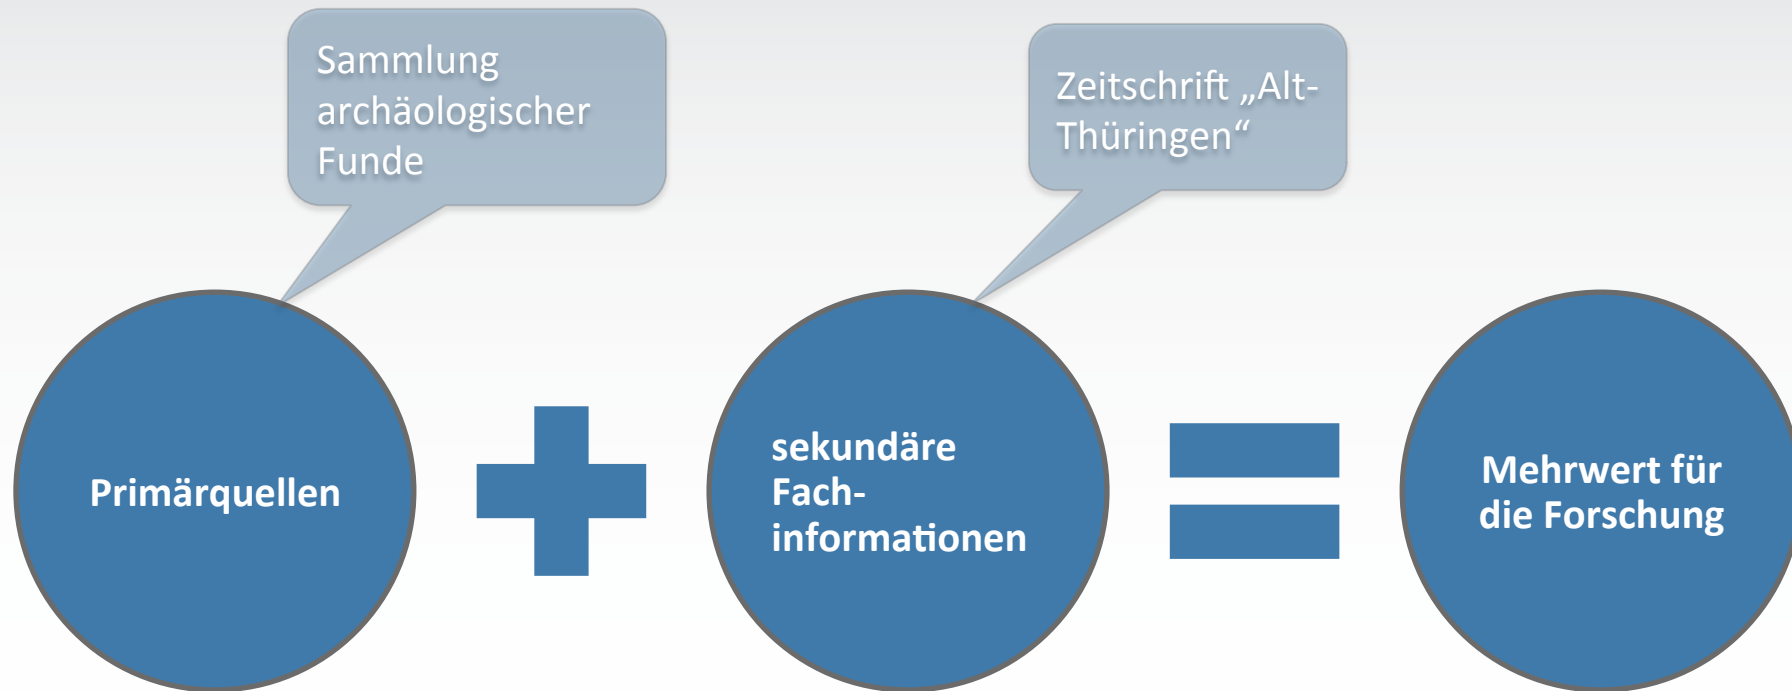 Sammlung
archäologischer
Funde
Zeitschrift „Alt-
Thüringen“
Primärquellen
sekundäre
Fach-
informationen
Mehrwert für
die Forschung